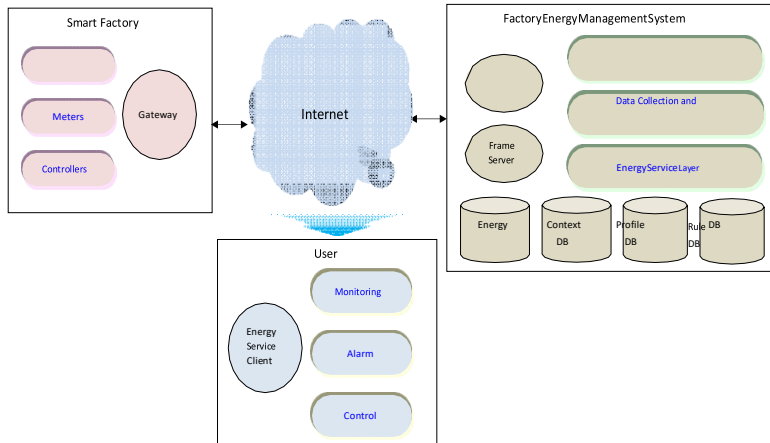 Smart Factory
Meters
Controllers
Gateway
Internet
FactoryEnergyManagementSystem
Data Collection and
Frame
Server
EnergyServiceLayer
Energy
Context
DB
Profile
DB
Rule DB
DB
User
Energy
Service
Client
Monitoring
Alarm
Control